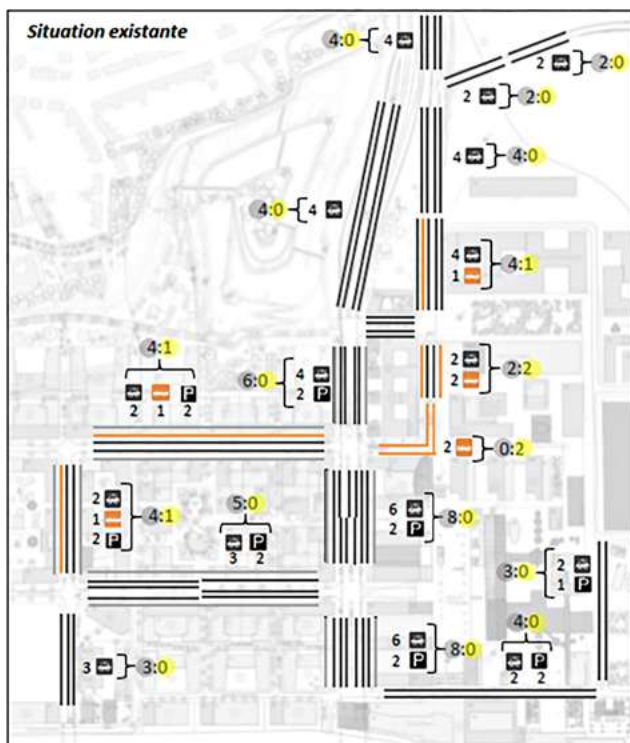 Situation existante
4:0 4
2 2:0
2 2:0
4 4:0
4:0 4
4
1 4:1
4:1
2 1 P 2
6:0 4
2 P
2
2 2:2
2 0:2
2
1
2 P 4:1
5:0
3 P 2
6
2 P 8:0
3:0 2
1 P
4:0
2 P 2
3 3:0
6
2 P 8:0